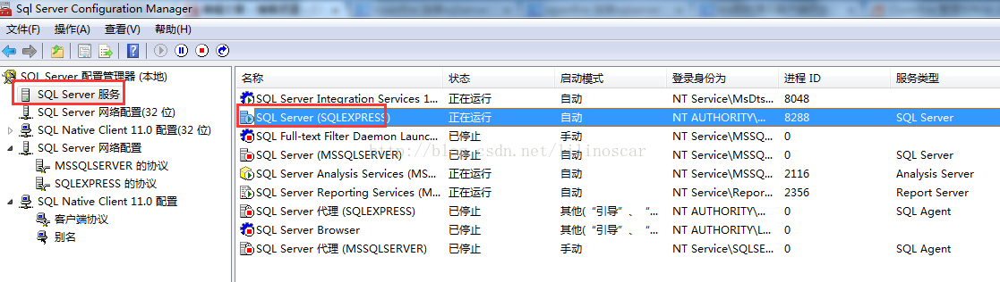 Sql Server Configuration Manager
文件(F) 操作(A) 查看(V) 帮助(H)
SQL Server 配置管理器 (本地)
SQL Server 服务
SQL Server 网络配置(32 位)
SQL Native Client 11.0 配置(32 位)
SQL Server 网络配置
MSSQLSERVER 的协议
SQLEXPRESS 的协议
SQL Native Client 11.0 配置
客户端协议
别名
名称 状态 启动模式 登录身份为 进程 ID 服务类型
SQL Server Integration Services 1... 正在运行 自动 NT Service\MsDts... 8048
SQL Server (SQLEXPRESS) 正在运行 自动 NT AUTHORITY\... 8288 SQL Server
SQL Full-text Filter Daemon Launc... 已停止 手动 NT Service\MSSQ... 0
SQL Server (MSSQLSERVER) 已停止 手动 NT Service\MSSQ... 0 SQL Server
SQL Server Analysis Services (MS... 正在运行 自动 NT Service\MSSQ... 2116 Analysis Server
SQL Server Reporting Services (M... 正在运行 自动 NT Service\Repor... 2356 Report Server
SQL Server 代理 (SQLEXPRESS) 已停止 其他(“引导”、“... NT AUTHORITY\... 0 SQL Agent
SQL Server Browser 已停止 其他(“引导”、“... NT AUTHORITY\L... 0
SQL Server 代理 (MSSQLSERVER) 已停止 手动 NT Service\SQLSE... 0 SQL Agent
http://blog.csdn.net/lilinoscar